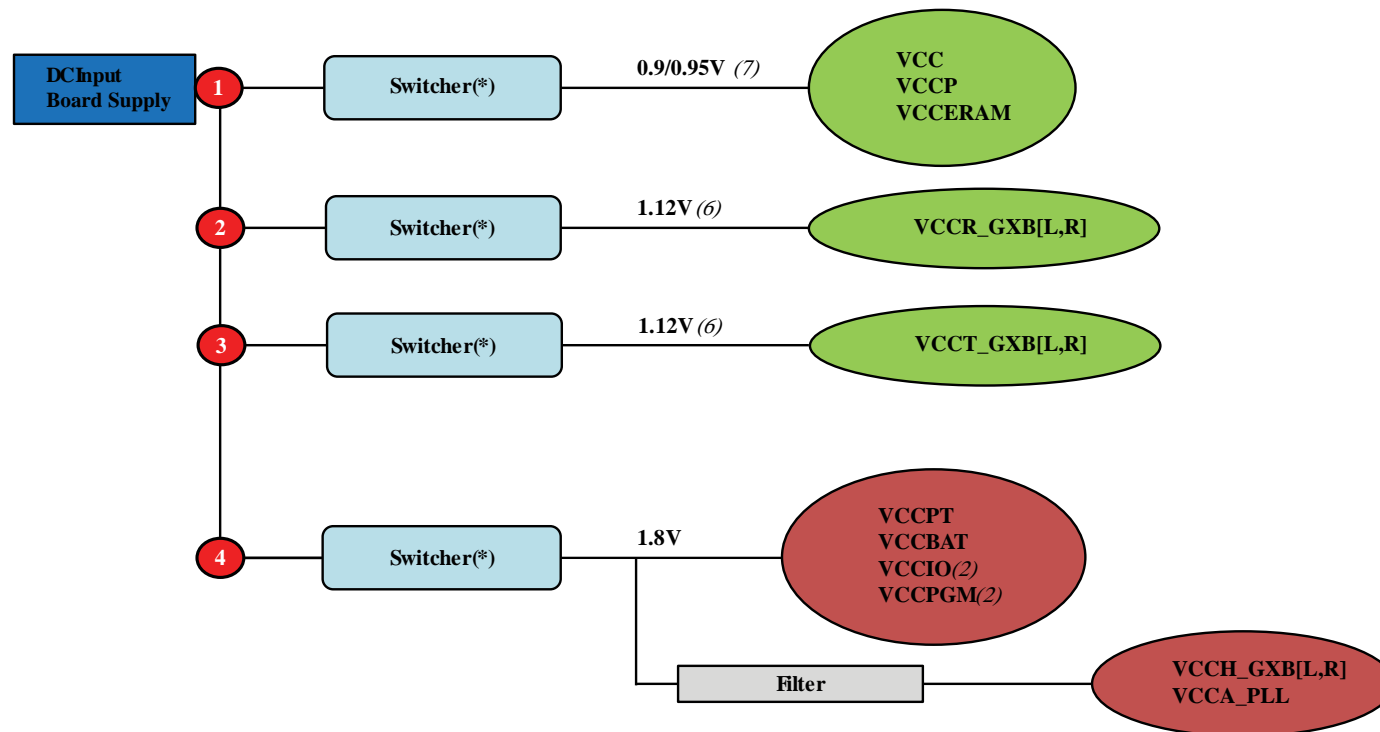 DCInput
Board Supply
1
Switcher(*)
0.9/0.95V (7)
VCC
VCCP
VCCERAM
2
Switcher(*)
1.12V (6)
VCCR_GXB[L,R]
3
Switcher(*)
1.12V (6)
VCCT_GXB[L,R]
4
Switcher(*)
1.8V
VCCPT
VCCBAT
VCCIO(2)
VCCPGM(2)
Filter
VCCH_GXB[L,R]
VCCA_PLL